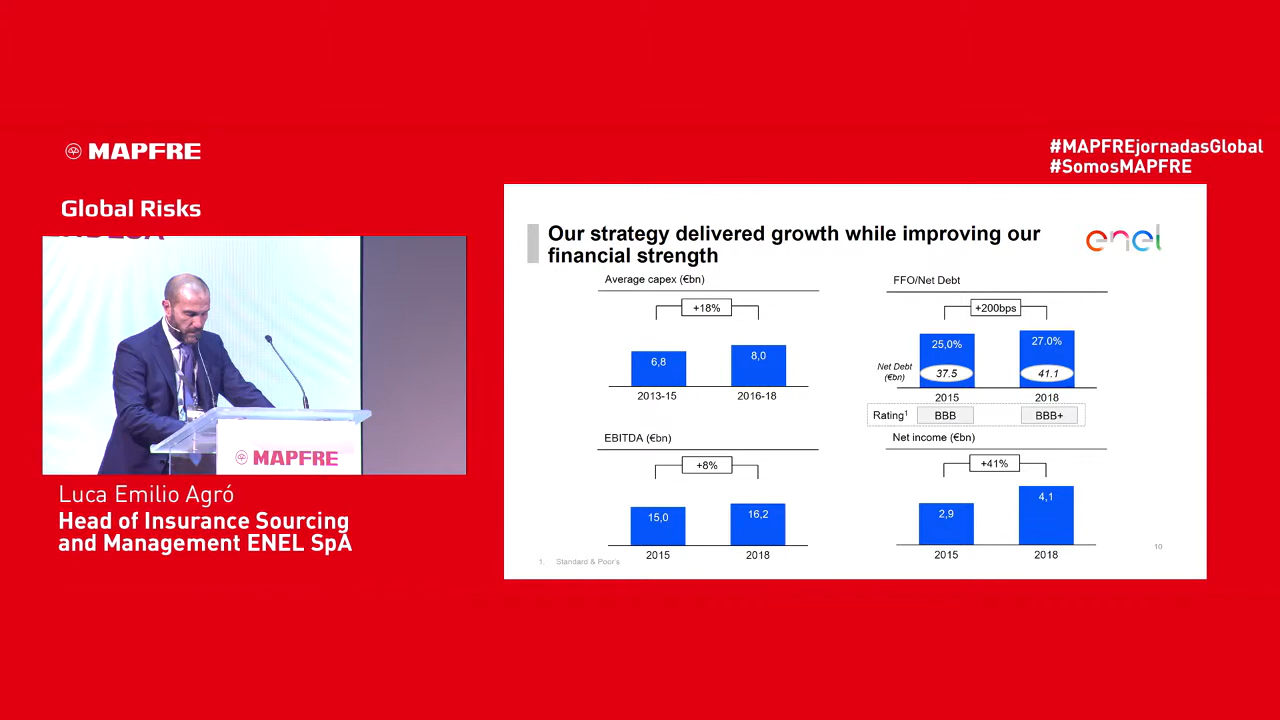 MAPFRE
Global Risks
MAPFRE
Luca Emilio Agró
Head of Insurance Sourcing
and Management ENEL SpA
#MAPFREjornadasGlobal
#SomosMAPFRE
Our strategy delivered growth while improving our
financial strength
enel
Average capex (€bn)
+18%
6,8
8,0
2013-15
2016-18
FFO/Net Debt
+200bps
25,0%
27.0%
Net Debt
(€bn)
37.5
41.1
2015
2018
Rating¹
BBB
BBB+
EBITDA (€bn)
+8%
15,0
16,2
2015
2018
Net income (€bn)
+41%
2,9
4,1
2015
2018
1. Standard & Poor's
10